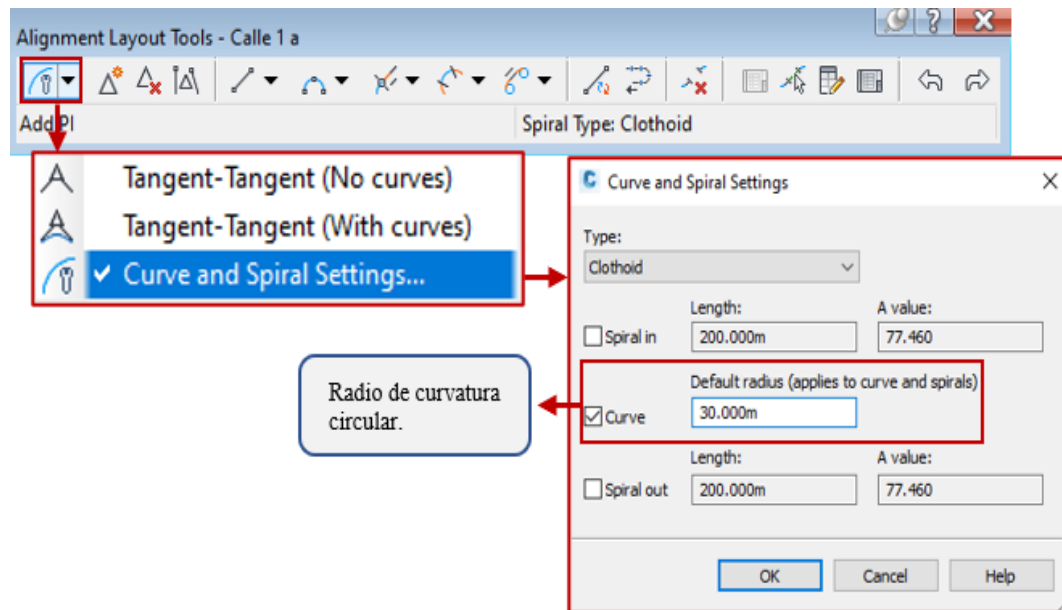 Alignment Layout Tools - Calle 1 a
Add PI
Spiral Type: Clothoid
Tangent-Tangent (No curves)
Tangent-Tangent (With curves)
Curve and Spiral Settings...
Radio de curvatura
circular.
Curve and Spiral Settings
Type:
Clothoid
Length: A value:
Spiral in 200.000m 77.460
Default radius (applies to curve and spirals)
Curve 30.000m
Length: A value:
Spiral out 200.000m 77.460
OK Cancel Help